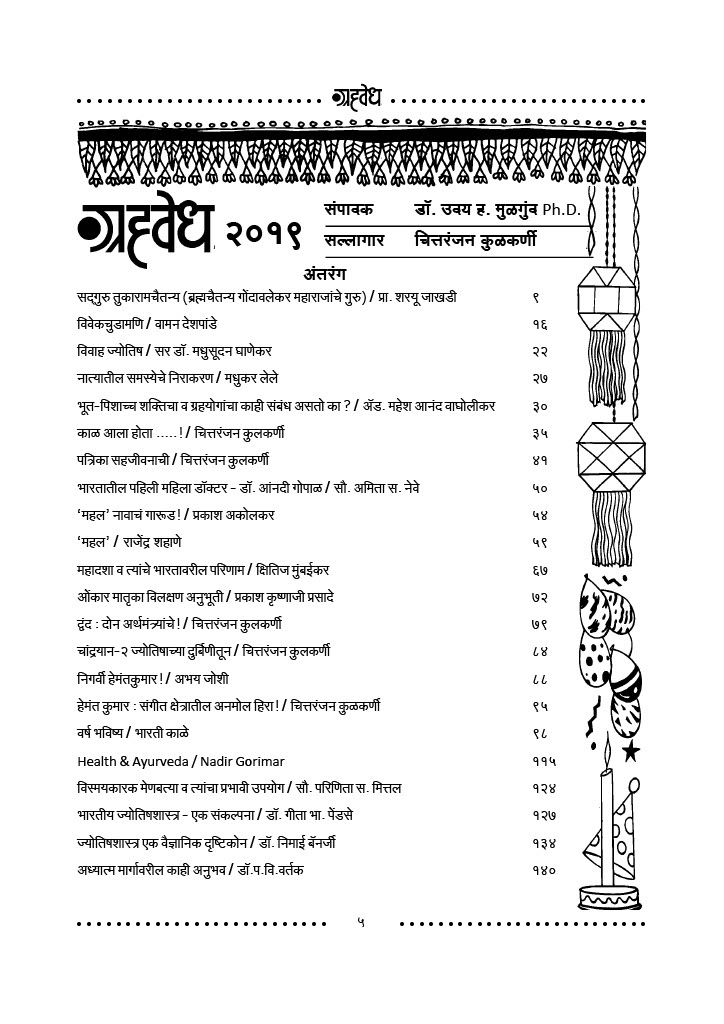 ग्रहवेध
ग्रहवेध २०१९
संपादक डॉ. उदय ह. मुळगुंद Ph.D.
सल्लागार चित्तरंजन कुळकर्णी
अंतरंग
सद्‌गुरु तुकारामचैतन्य (ब्रह्मचैतन्य गोंदावलेकर महाराजांचे गुरु) / प्रा. शरयू जाखडी ९
विवेकचुडामणि / वामन देशपांडे १६
विवाह ज्योतिष / सर डॉ. मधुसूदन घाणेकर २२
नात्यातील समस्येचे निराकरण / मधुकर लेले २७
भूत-पिशाच्च शक्तिचा व ग्रहयोगांचा काही संबंध असतो का ? / ॲड. महेश आनंद वाघोलीकर ३०
काळ आला होता .....! / चित्तरंजन कुलकर्णी ३५
पत्रिका सहजीवनाची / चित्तरंजन कुलकर्णी ४१
भारतातील पहिली महिला डॉक्टर - डॉ. आंनदी गोपाळ / सौ. अमिता स. नेवे ५०
‘महल’ नावाचं गारूड! / प्रकाश अकोलकर ५४
‘महल’ / राजेंद्र शहाणे ५९
महादशा व त्यांचे भारतावरील परिणाम / क्षितिज मुंबईकर ६७
ओंकार मातृका विलक्षण अनुभूती / प्रकाश कृष्णाजी प्रसादे ७२
द्वंद : दोन अर्थमंत्र्यांचे! / चित्तरंजन कुलकर्णी ७९
चांद्रयान-२ ज्योतिषाच्या दुर्बिणीतून / चित्तरंजन कुलकर्णी ८४
निगर्वी हेमंतकुमार! / अभय जोशी ८८
हेमंत कुमार : संगीत क्षेत्रातील अनमोल हिरा! / चित्तरंजन कुळकर्णी ९५
वर्ष भविष्य / भारती काळे ९८
Health & Ayurveda / Nadir Gorimar ११५
विस्मयकारक मेणबत्या व त्यांचा प्रभावी उपयोग / सौ. परिणिता स. मित्तल १२४
भारतीय ज्योतिषशास्त्र - एक संकल्पना / डॉ. गीता भा. पेंडसे १२७
ज्योतिषशास्त्र एक वैज्ञानिक दृष्टिकोन / डॉ. निमाई बॅनर्जी १३४
अध्यात्म मार्गावरील काही अनुभव / डॉ.प.वि.वर्तक १४०
५